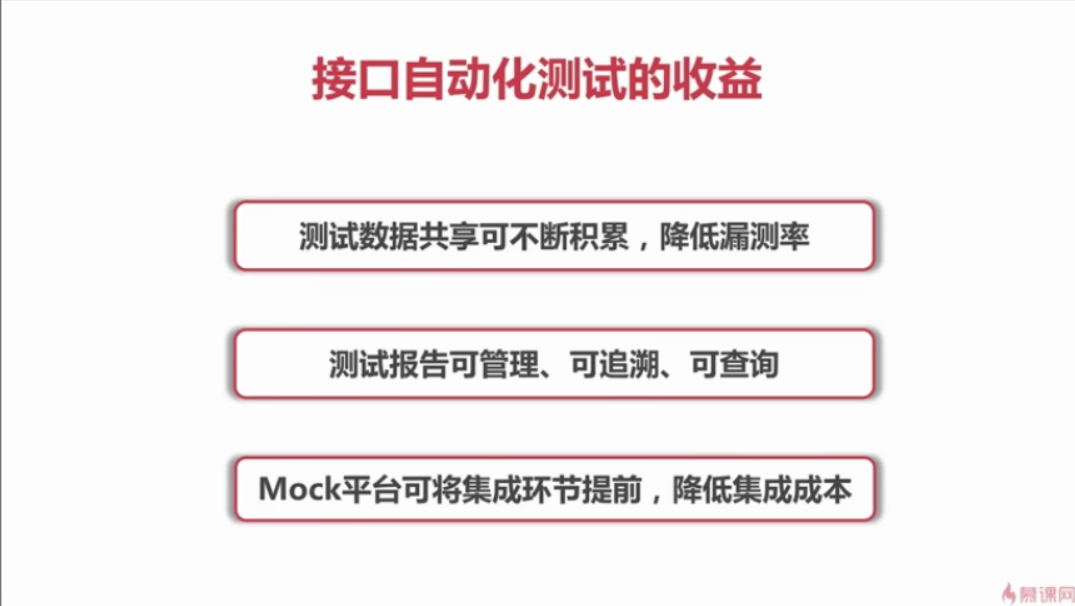 接口自动化测试的收益
测试数据共享可不断积累，降低漏测率
测试报告可管理、可追溯、可查询
Mock平台可将集成环节提前，降低集成成本
慕课网